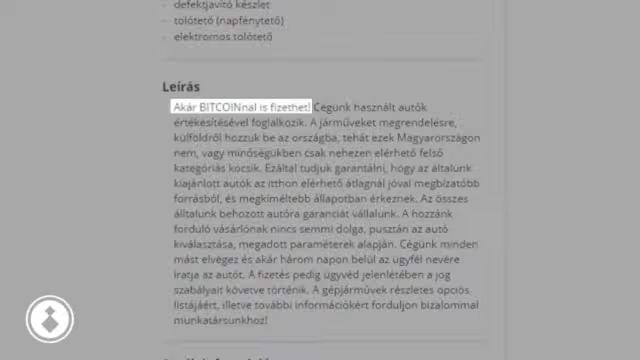 - defektjavító készlet
- tolótető (napfénytető)
- elektromos tolótető
Leírás
Akár BITCOINnal is fizethet! Cégünk használt autók
értékesítésével foglalkozik. A járműveket megrendelésre,
külföldről hozzuk be az országba, tehát ezek Magyarországon
nem, vagy minőségükben csak nehezen elérhető felső
kategóriás kocsik. Ezáltal tudjuk garantálni, hogy az általunk
kiajánlott autók az itthon elérhető átlagnál jóval megbízatóbb
forrásból, és megkíméltebb állapotban érkeznek. Az összes
általunk behozott autóra garanciát vállalunk. A hozzánk
forduló vásárlónak nincs semmi dolga, pusztán az autó
kiválasztása, megadott paraméterek alapján. Cégünk minden
mást elvégez és akár három napon belül az ügyfél nevére
íratja az autót. A fizetés pedig ügyvéd jelenlétében a jog
szabályait követve történik. A gépjárművek részletes opciós
listájáért, illetve további információkért forduljon bizalommal
munkatársunkhoz!